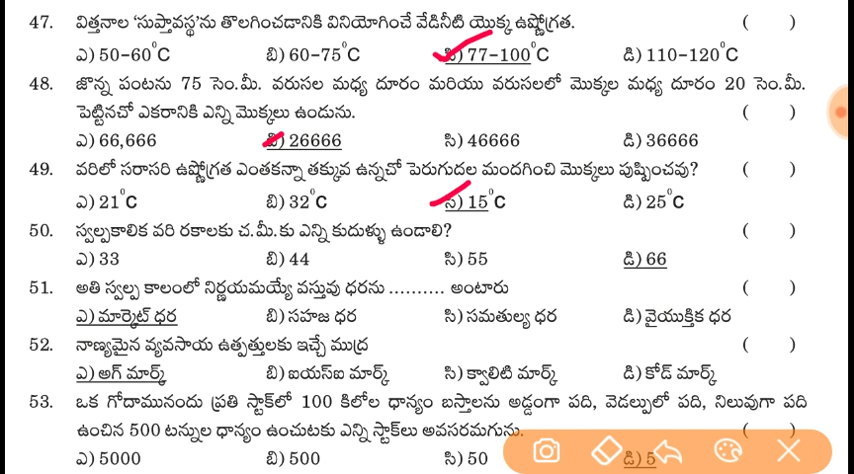 47. విత్తనాల 'సుప్తావస్థ'ను తొలగించడానికి వినియోగించే వేడినీటి యొక్క ఉష్ణోగ్రత. ( )
ఎ) 50–60°C బి) 60–75°C సి) 77–100°C డి) 110–120°C
48. జొన్న పంటను 75 సెం.మీ. వరుసల మధ్య దూరం మరియు వరుసలలో మొక్కల మధ్య దూరం 20 సెం.మీ.
పెట్టినచో ఎకరానికి ఎన్ని మొక్కలు ఉండును. ( )
ఎ) 66,666 బి) 26666 సి) 46666 డి) 36666
49. వరిలో సరాసరి ఉష్ణోగ్రత ఎంతకన్నా తక్కువ ఉన్నచో పెరుగుదల మందగించి మొక్కలు పుష్పించవు? ( )
ఎ) 21°C బి) 32°C సి) 15°C డి) 25°C
50. స్వల్పకాలిక వరి రకాలకు చ.మీ.కు ఎన్ని కుదుళ్ళు ఉండాలి? ( )
ఎ) 33 బి) 44 సి) 55 డి) 66
51. అతి స్వల్ప కాలంలో నిర్ణయమయ్యే వస్తువు ధరను .......... అంటారు ( )
ఎ) మార్కెట్ ధర బి) సహజ ధర సి) సమతుల్య ధర డి) వైయుక్తిక ధర
52. నాణ్యమైన వ్యవసాయ ఉత్పత్తులకు ఇచ్చే ముద్ర ( )
ఎ) అగ్ మార్క్ బి) ఐయస్ఐ మార్క్ సి) క్వాలిటి మార్క్ డి) కోడ్ మార్క్
53. ఒక గోదామునందు ప్రతి స్టాక్‌లో 100 కిలోల ధాన్యం బస్తాలను అడ్డంగా పది, వెడల్పులో పది, నిలువుగా పది
ఉంచిన 500 టన్నుల ధాన్యం ఉంచుటకు ఎన్ని స్టాక్‌లు అవసరమగును. ( )
ఎ) 5000 బి) 500 సి) 50 డి) 5